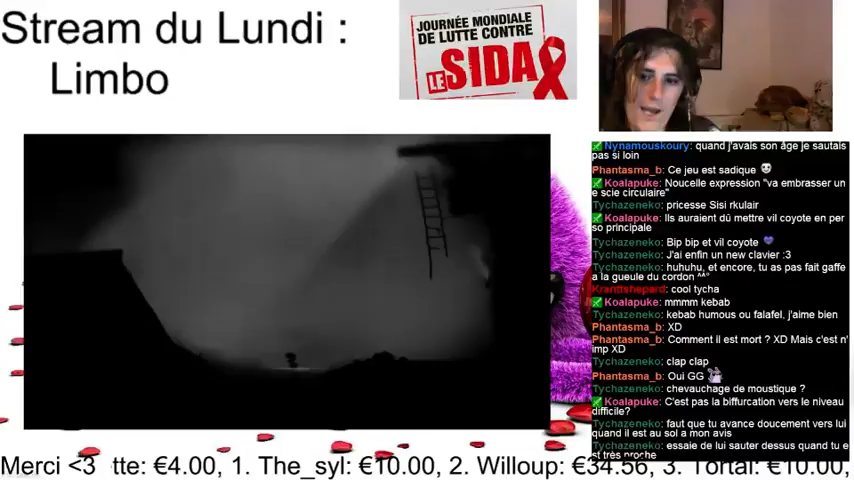 Stream du Lundi :
Limbo
JOURNÉE MONDIALE
DE LUTTE CONTRE
LE SIDA
Nynamouskoury: quand j'avais son âge je sautais
pas si loin
Phantasma_b: Ce jeu est sadique
Koalapuke: Noucelle expression "va embrasser un
e scie circulaire"
Tychazeneko: pricesse Sisi rkulair
Koalapuke: Ils auraient dû mettre vil coyote en per
so principale
Tychazeneko: Bip bip et vil coyote
Tychazeneko: J'ai enfin un new clavier :3
Tychazeneko: huhuhu, et encore, tu as pas fait gaffe
a la gueule du cordon ^^°
Kranttshepard: cool tycha
Koalapuke: mmmm kebab
Tychazeneko: kebab humous ou falafel, j'aime bien
Phantasma_b: XD
Phantasma_b: Comment il est mort ? XD Mais c'est n'
imp XD
Tychazeneko: clap clap
Phantasma_b: Oui GG
Tychazeneko: chevauchage de moustique ?
Koalapuke: C'est pas la bifurcation vers le niveau
difficile?
Tychazeneko: faut que tu avance doucement vers lui
quand il est au sol a mon avis
Tychazeneko: essaie de lui sauter dessus quand tu e
st très proche
Merci <3 tte: €4.00, 1. The_syl: €10.00, 2. Willoup: €34.56, 3. Tortal: €10.00,